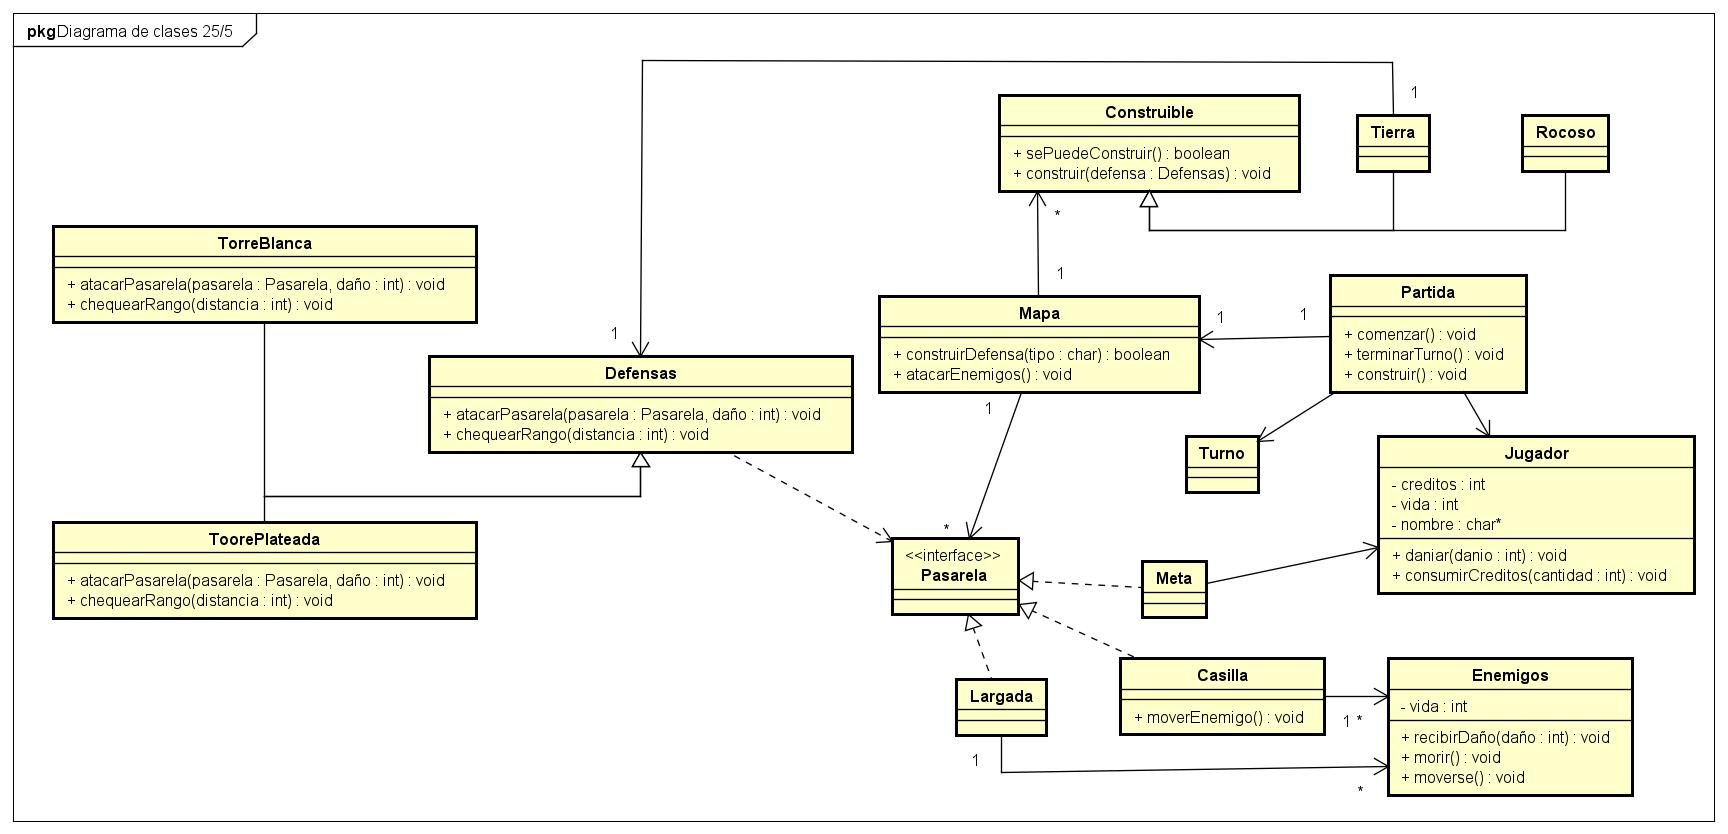 pkg Diagrama de clases 25/5
1
Construible
+ sePuedeConstruir() : boolean
+ construir(defensa : Defensas) : void
Tierra
Rocoso
*
1
TorreBlanca
+ atacarPasarela(pasarela : Pasarela, daño : int) : void
+ chequearRango(distancia : int) : void
1
Defensas
+ atacarPasarela(pasarela : Pasarela, daño : int) : void
+ chequearRango(distancia : int) : void
Mapa
+ construirDefensa(tipo : char) : boolean
+ atacarEnemigos() : void
1
1
1
Partida
+ comenzar() : void
+ terminarTurno() : void
+ construir() : void
Turno
Jugador
- creditos : int
- vida : int
- nombre : char*
+ daniar(danio : int) : void
+ consumirCreditos(cantidad : int) : void
ToorePlateada
+ atacarPasarela(pasarela : Pasarela, daño : int) : void
+ chequearRango(distancia : int) : void
*
<<interface>>
Pasarela
Meta
Largada
1
Casilla
+ moverEnemigo() : void
1
*
Enemigos
- vida : int
+ recibirDaño(daño : int) : void
+ morir() : void
+ moverse() : void
*